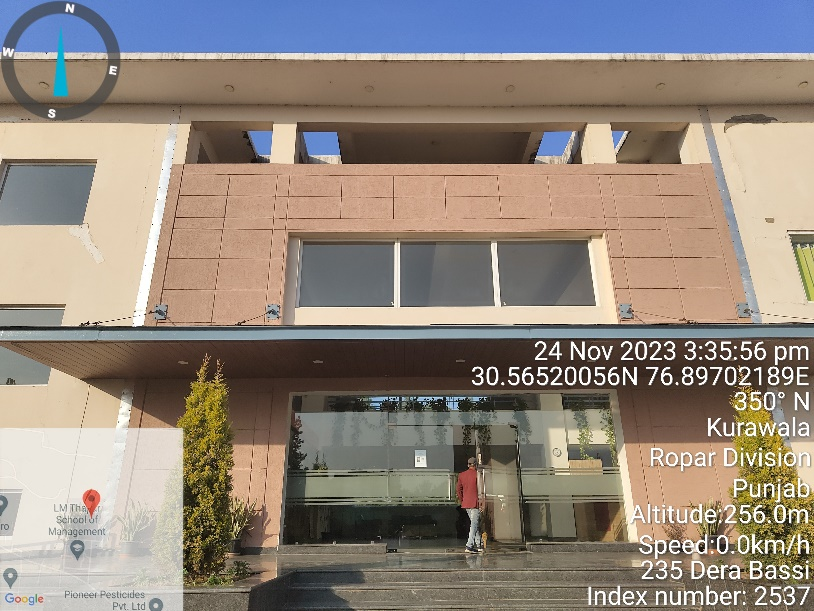 N
W
E
S
24 Nov 2023 3:35:56 pm
30.56520056N 76.89702189E
350° N
Kurawala
Ropar Division
Punjab
Altitude:256.0m
Speed:0.0km/h
235 Dera Bassi
Index number: 2537
ro
LM Thapar
School of
Management
Pioneer Pesticides
Pvt. Ltd
Google